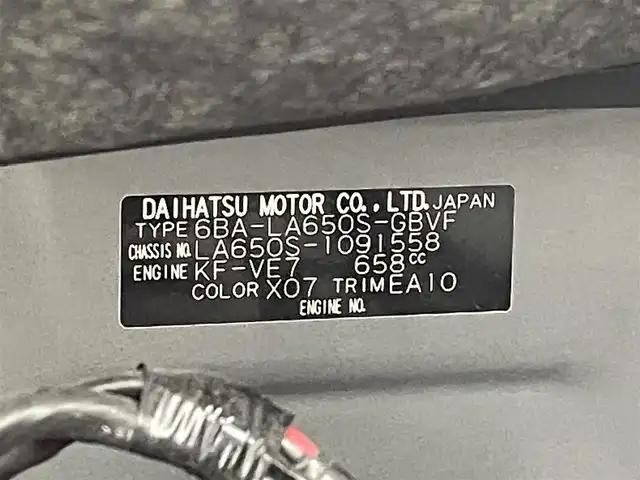 DAIHATSU MOTOR CO., LTD. JAPAN
TYPE 6BA-LA650S-GBVF
CHASSIS NO. LA650S-1091558
ENGINE KF-VE7 658cc
COLOR X07 TRIM EA10
ENGINE NO.